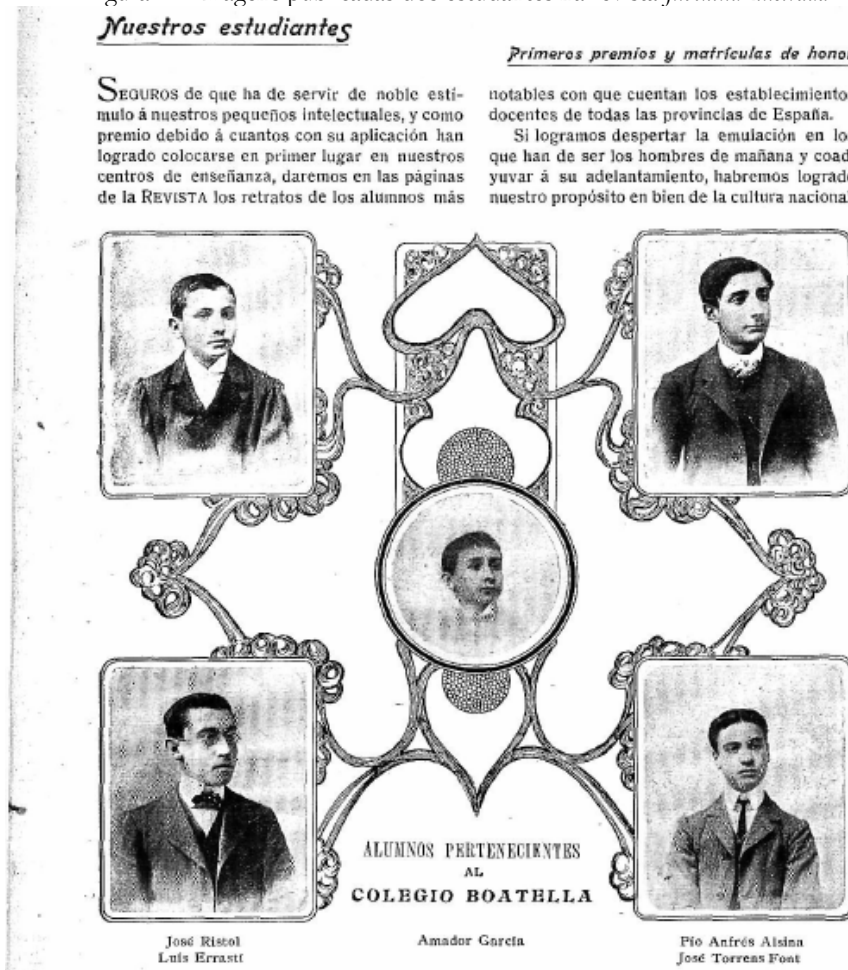 Nuestros estudiantes
Primeros premios y matrículas de honor
SEGUROS de que ha de servir de noble estí-
mulo á nuestros pequeños intelectuales, y como
premio debido á cuantos con su aplicación han
logrado colocarse en primer lugar en nuestros
centros de enseñanza, daremos en las páginas
de la REVISTA los retratos de los alumnos más
notables con que cuentan los establecimiento
docentes de todas las provincias de España.
Si logramos despertar la emulación en lo
que han de ser los hombres de mañana y coad
yuvar á su adelantamiento, habremos logrado
nuestro propósito en bien de la cultura nacional
ALUMNOS PERTENECIENTES
AL
COLEGIO BOATELLA
José Ristol
Luis Errasti
Amador García
Pío Anfrés Alsina
José Torrens Font